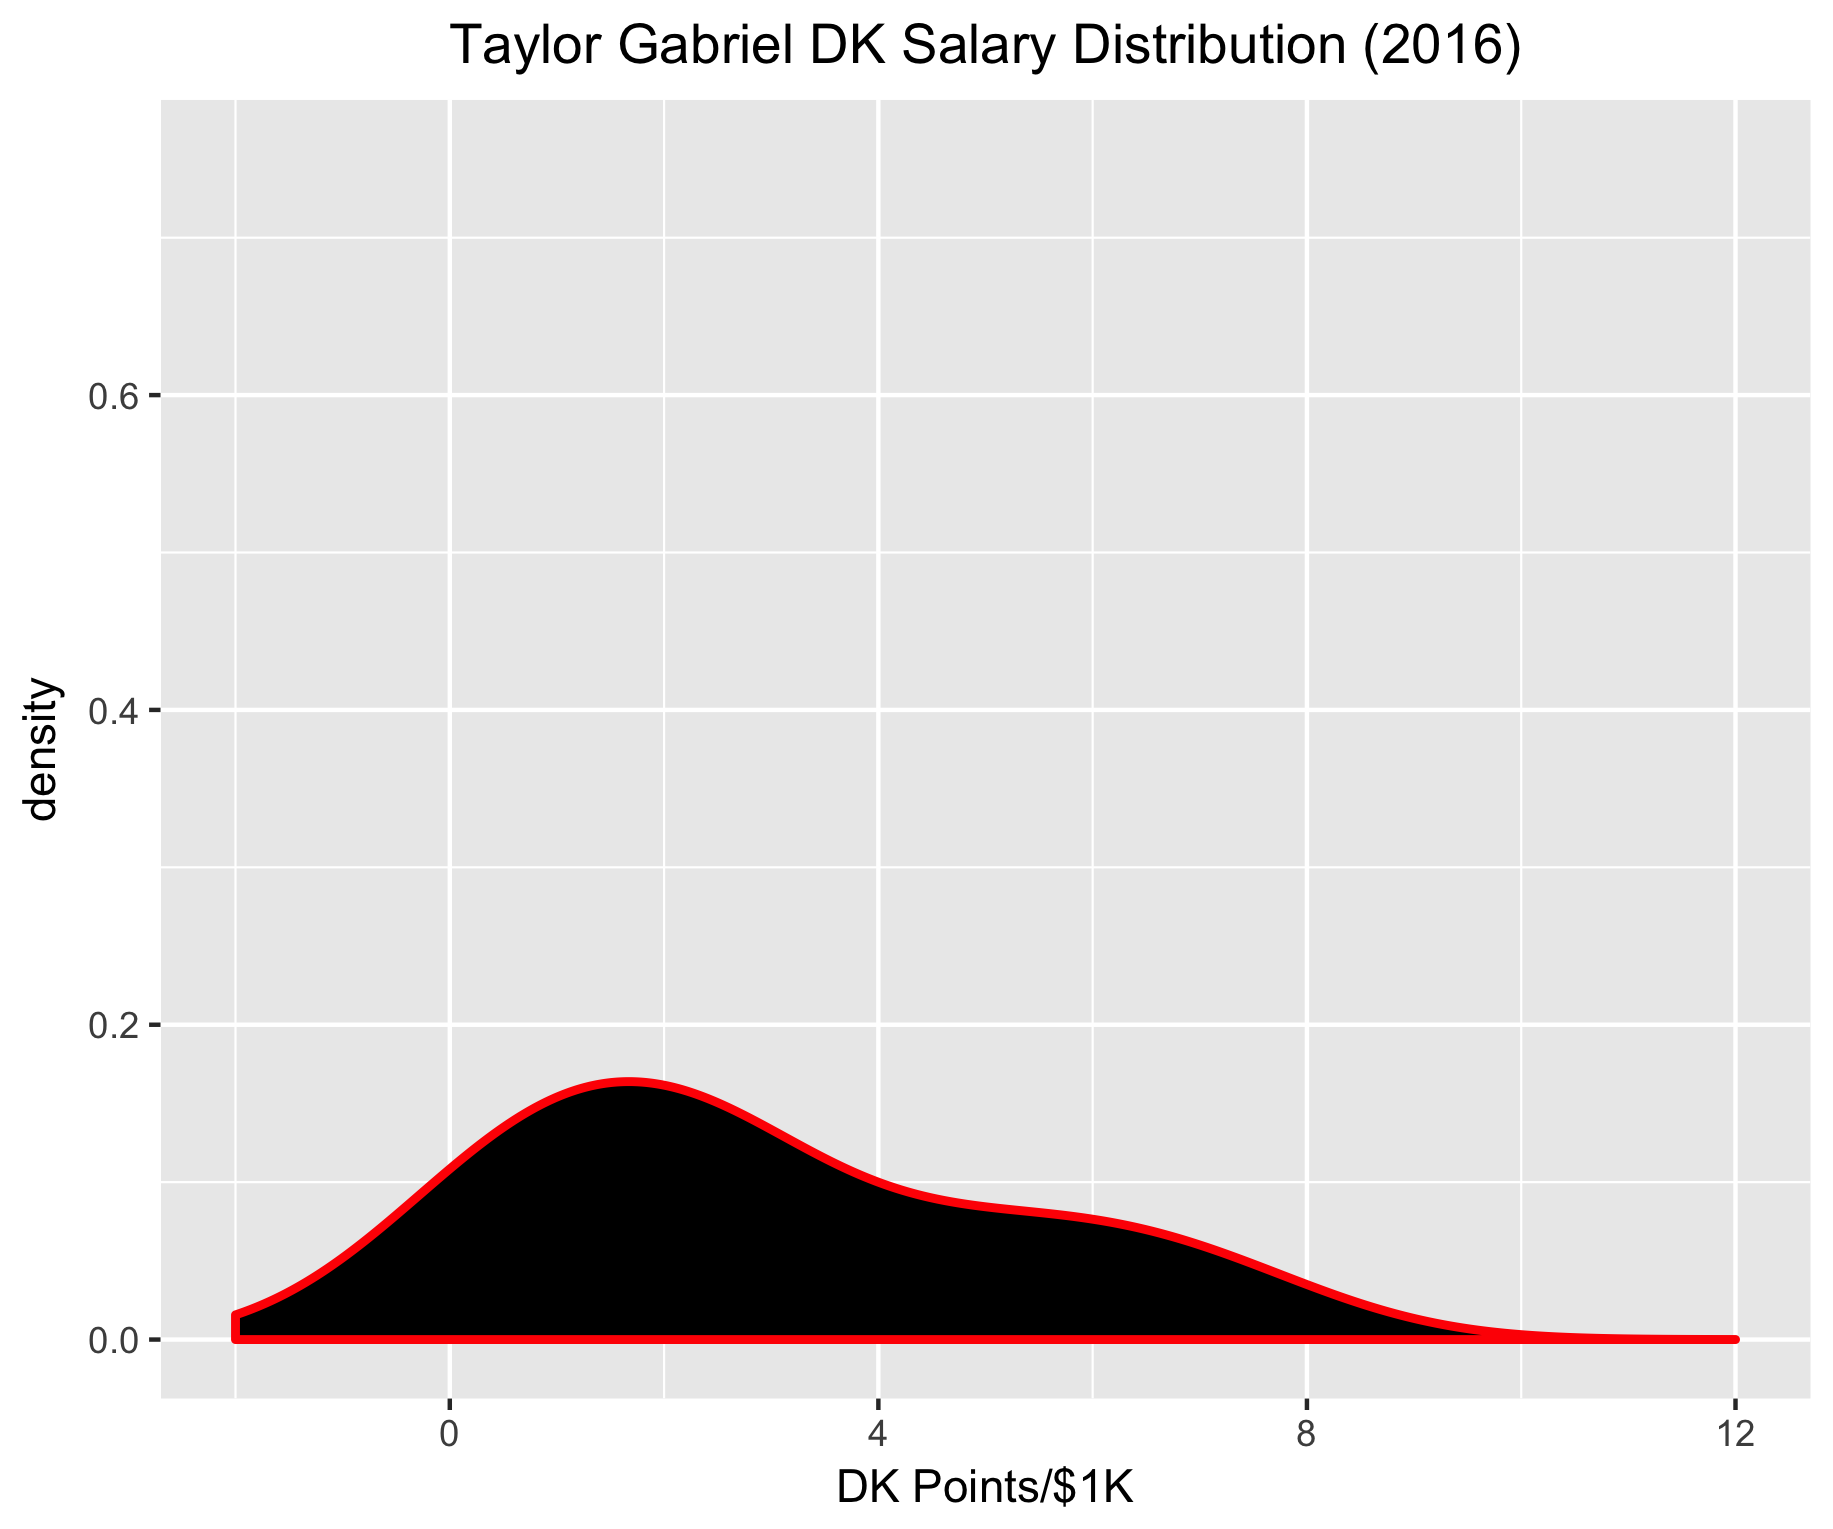 Taylor Gabriel DK Salary Distribution (2016)
density
0.6
0.4
0.2
0.0
0 4 8 12
DK Points/$1K